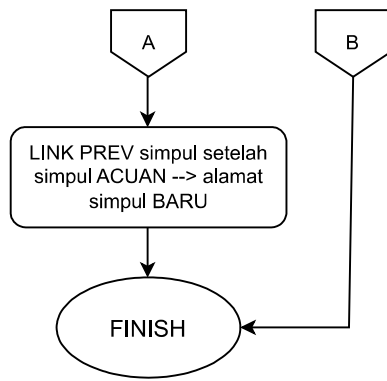 A
B
LINK PREV simpul setelah
simpul ACUAN --> alamat
simpul BARU
FINISH